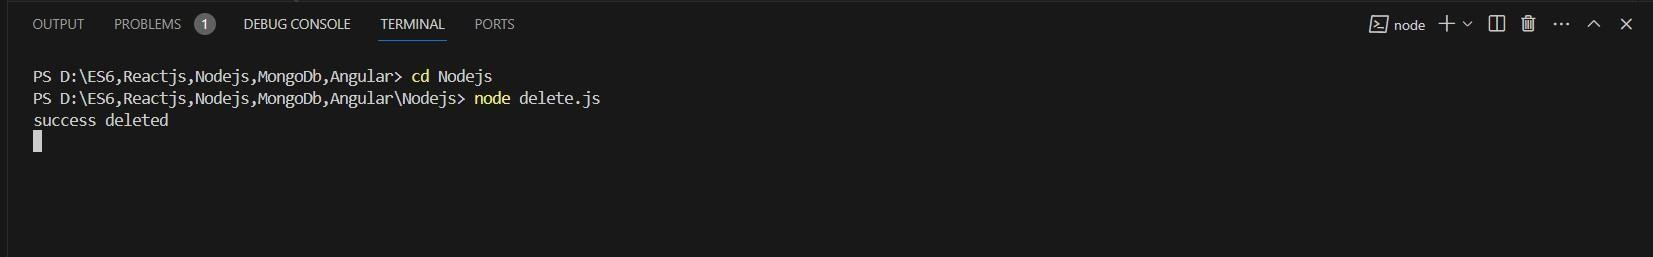 OUTPUT PROBLEMS 1 DEBUG CONSOLE TERMINAL PORTS node
PS D:\ES6,Reactjs,Nodejs,MongoDb,Angular> cd Nodejs
PS D:\ES6,Reactjs,Nodejs,MongoDb,Angular\Nodejs> node delete.js
success deleted